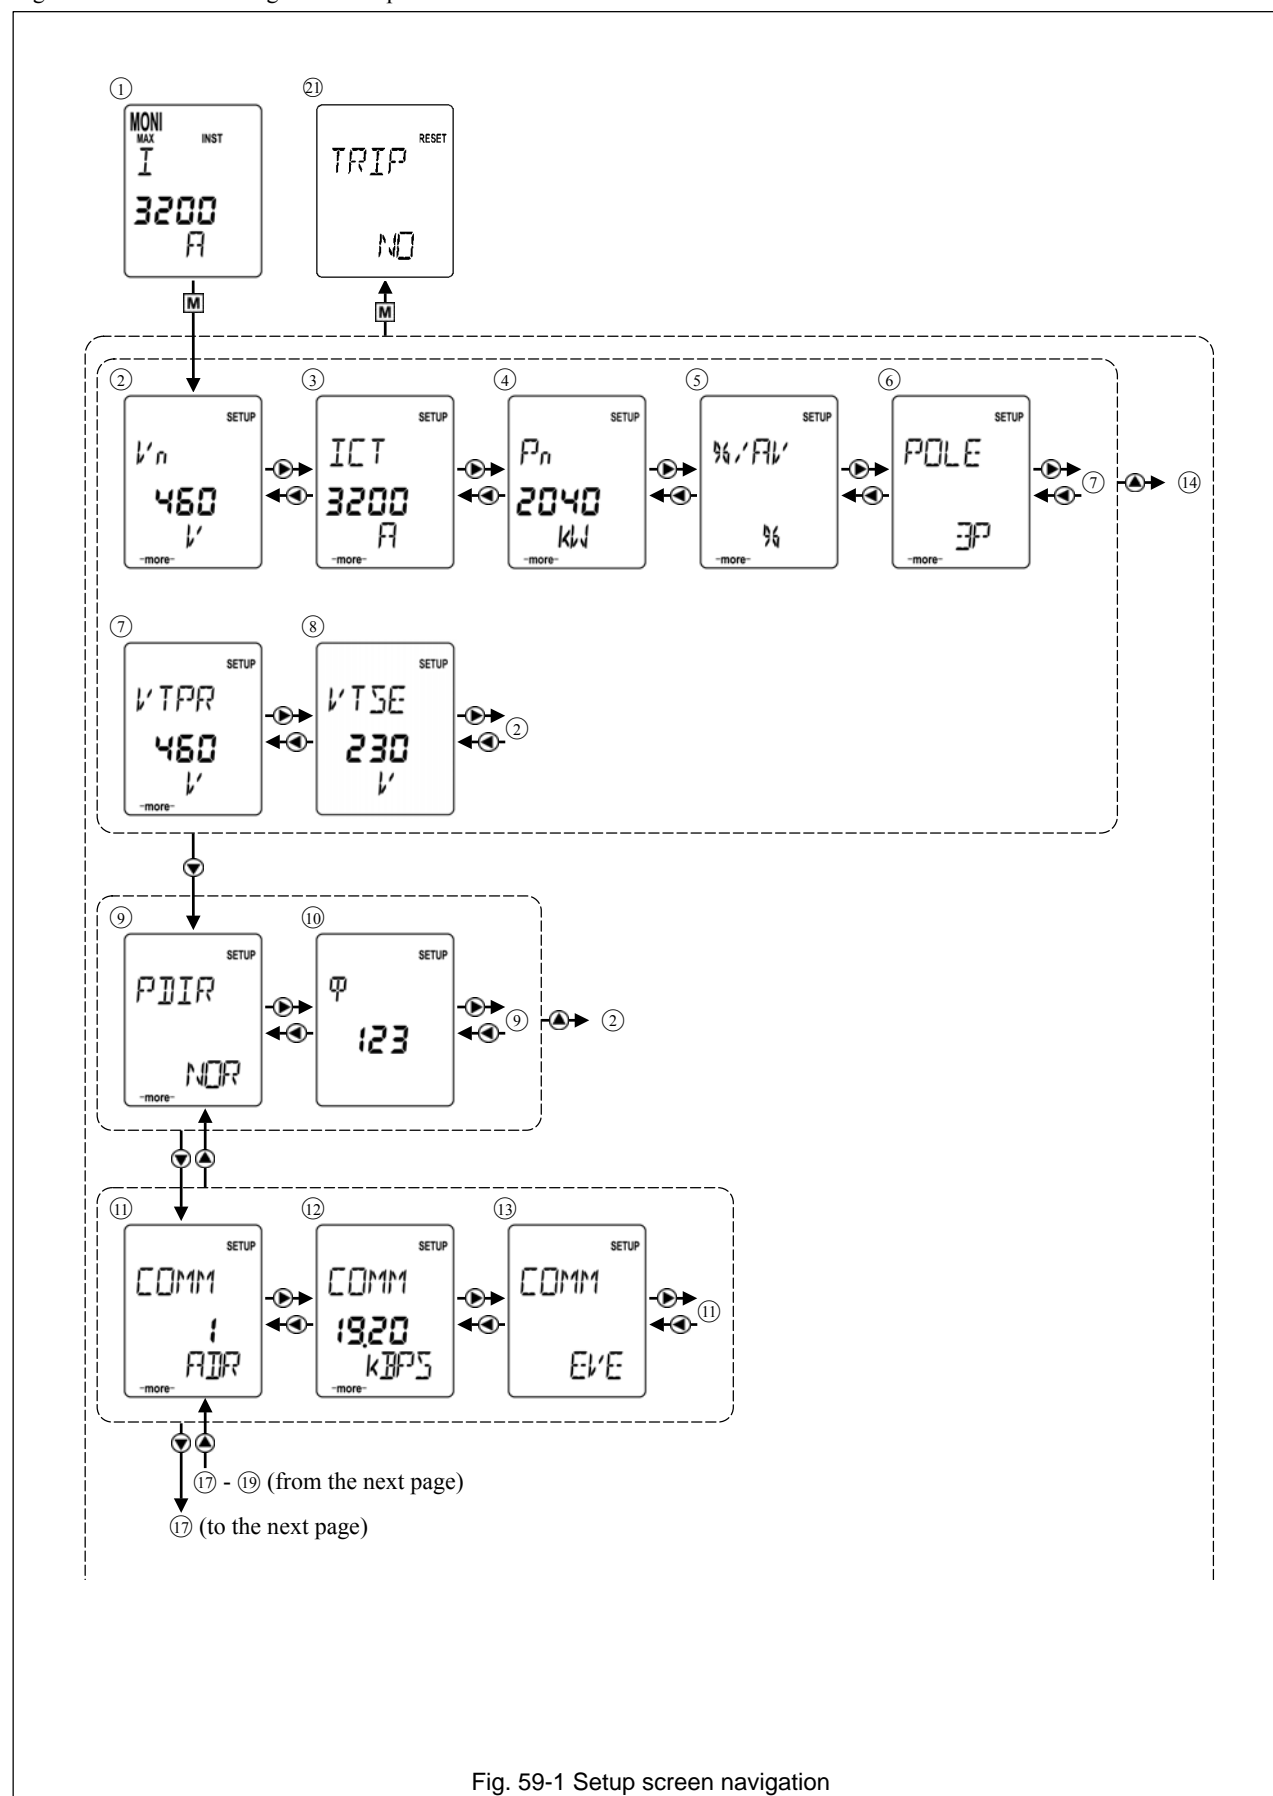 ① ㉑
MONI
MAX INST
I
3200
A
RESET
TRIP
NO
M M
② ③ ④ ⑤ ⑥
SETUP SETUP SETUP SETUP SETUP
Vn ICT Pn %/AV POLE
460 3200 2040
V A kW % 3P
-more- -more- -more- -more- -more-
⑦ ⑭
⑦ ⑧
SETUP SETUP
VTPR VTSE
460 230
V V
-more-
②
⑨ ⑩
SETUP SETUP
PDIR φ
123
NOR
-more-
⑨ ②
⑪ ⑫ ⑬
SETUP SETUP SETUP
COMM COMM COMM
1 19.20
ADR kBPS EVE
-more- -more-
⑪
⑰ - ⑲ (from the next page)
⑰ (to the next page)
Fig. 59-1 Setup screen navigation